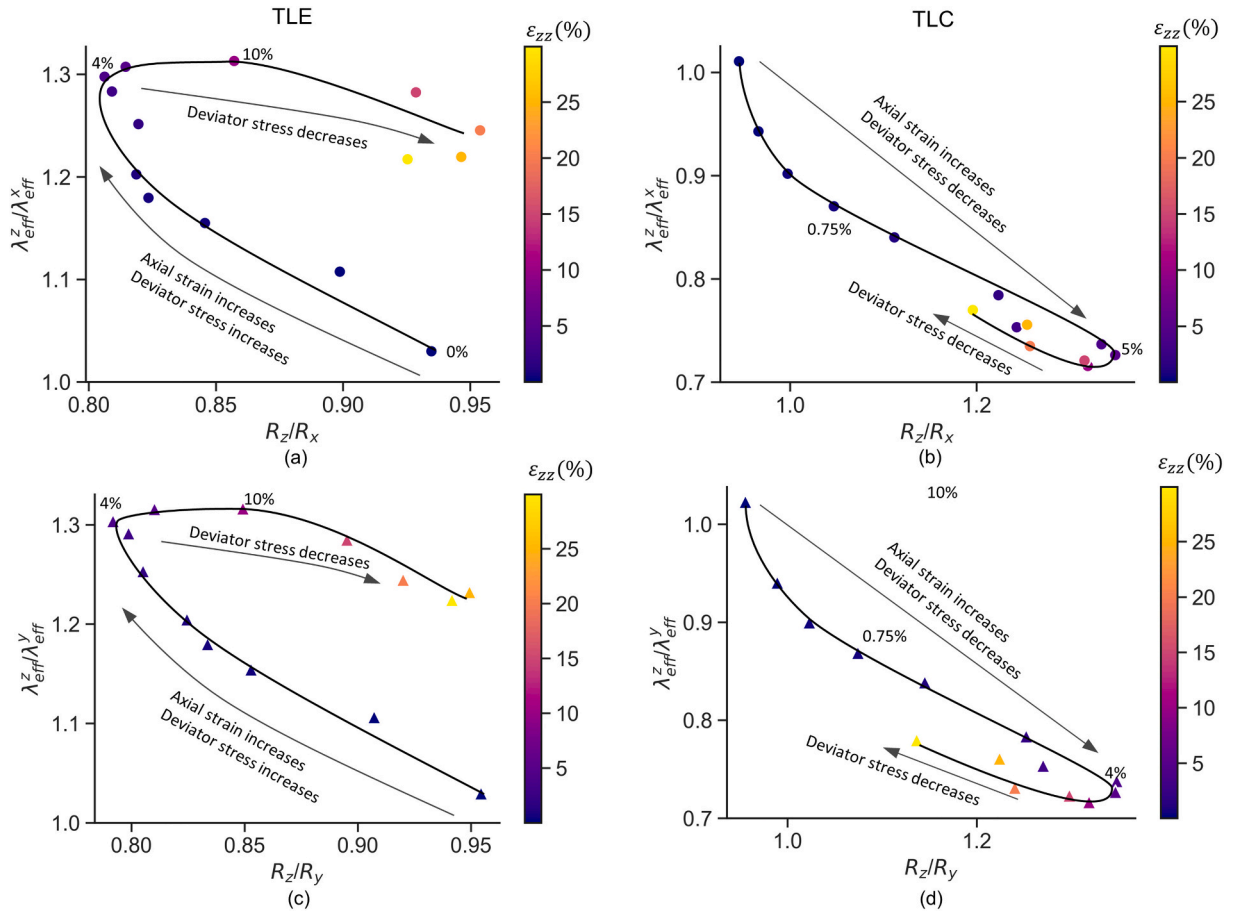 TLE
TLC
ε_zz(%)
4%
10%
1.3
1.2
1.1
1.0
25
20
15
10
5
Deviator stress decreases
Axial strain increases
Deviator stress increases
0%
λ^z_eff/λ^x_eff
0.80
0.85
0.90
0.95
R_z/R_x
(a)
ε_zz(%)
1.0
0.9
0.8
0.7
25
20
15
10
5
Axial strain increases
Deviator stress decreases
0.75%
Deviator stress decreases
5%
λ^z_eff/λ^x_eff
1.0
1.2
R_z/R_x
(b)
ε_zz(%)
4%
10%
1.3
1.2
1.1
1.0
25
20
15
10
5
Deviator stress decreases
Axial strain increases
Deviator stress increases
λ^z_eff/λ^y_eff
0.80
0.85
0.90
0.95
R_z/R_y
(c)
ε_zz(%)
10%
1.0
0.9
0.8
0.7
25
20
15
10
5
Axial strain increases
Deviator stress decreases
0.75%
Deviator stress decreases
4%
λ^z_eff/λ^y_eff
1.0
1.2
R_z/R_y
(d)